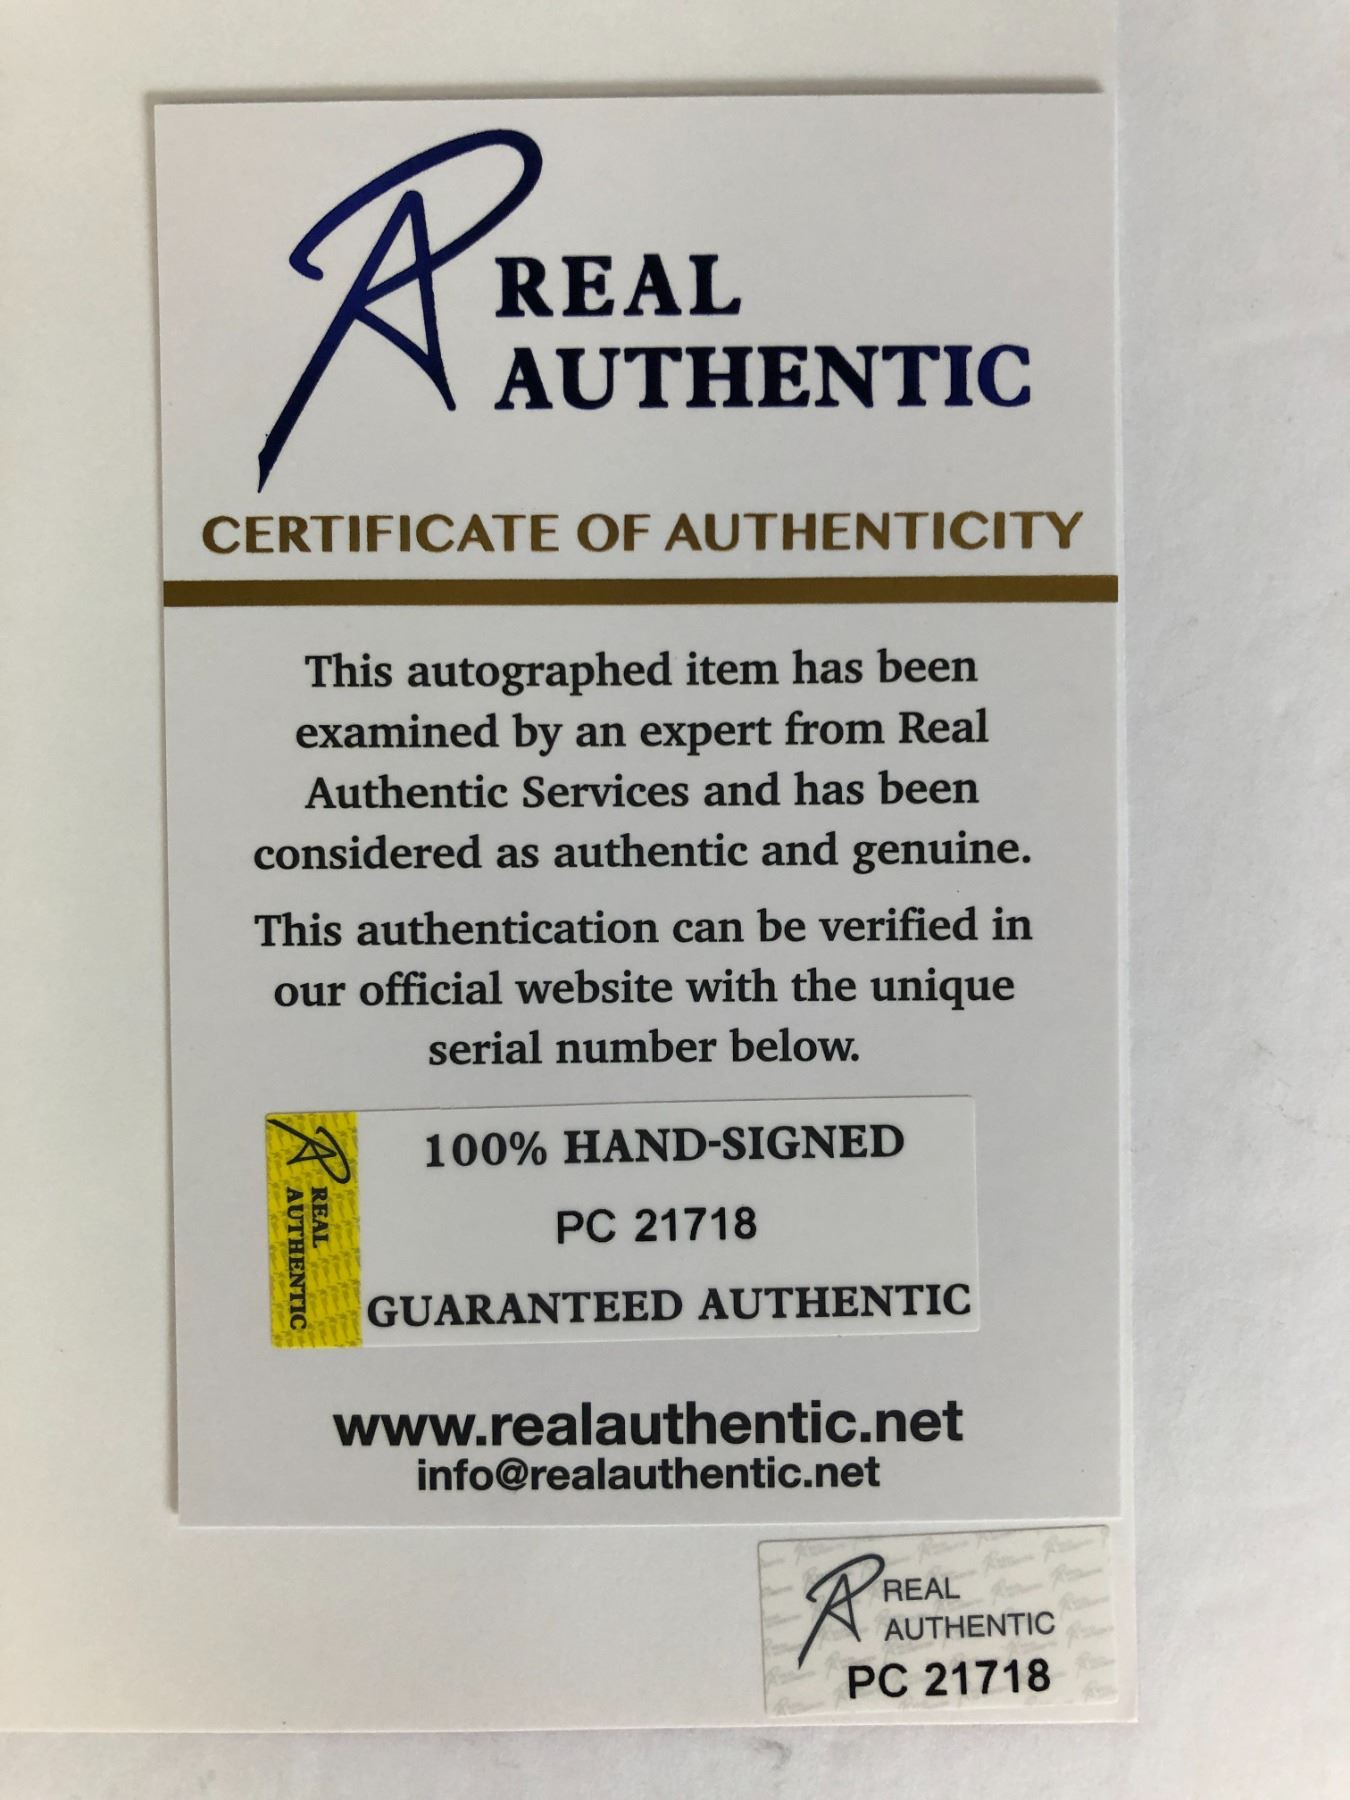 RA REAL
AUTHENTIC
CERTIFICATE OF AUTHENTICITY
This autographed item has been
examined by an expert from Real
Authentic Services and has been
considered as authentic and genuine.
This authentication can be verified in
our official website with the unique
serial number below.
RA REAL
AUTHENTIC
100% HAND-SIGNED
PC 21718
GUARANTEED AUTHENTIC
www.realauthentic.net
info@realauthentic.net
RA REAL
AUTHENTIC
PC 21718